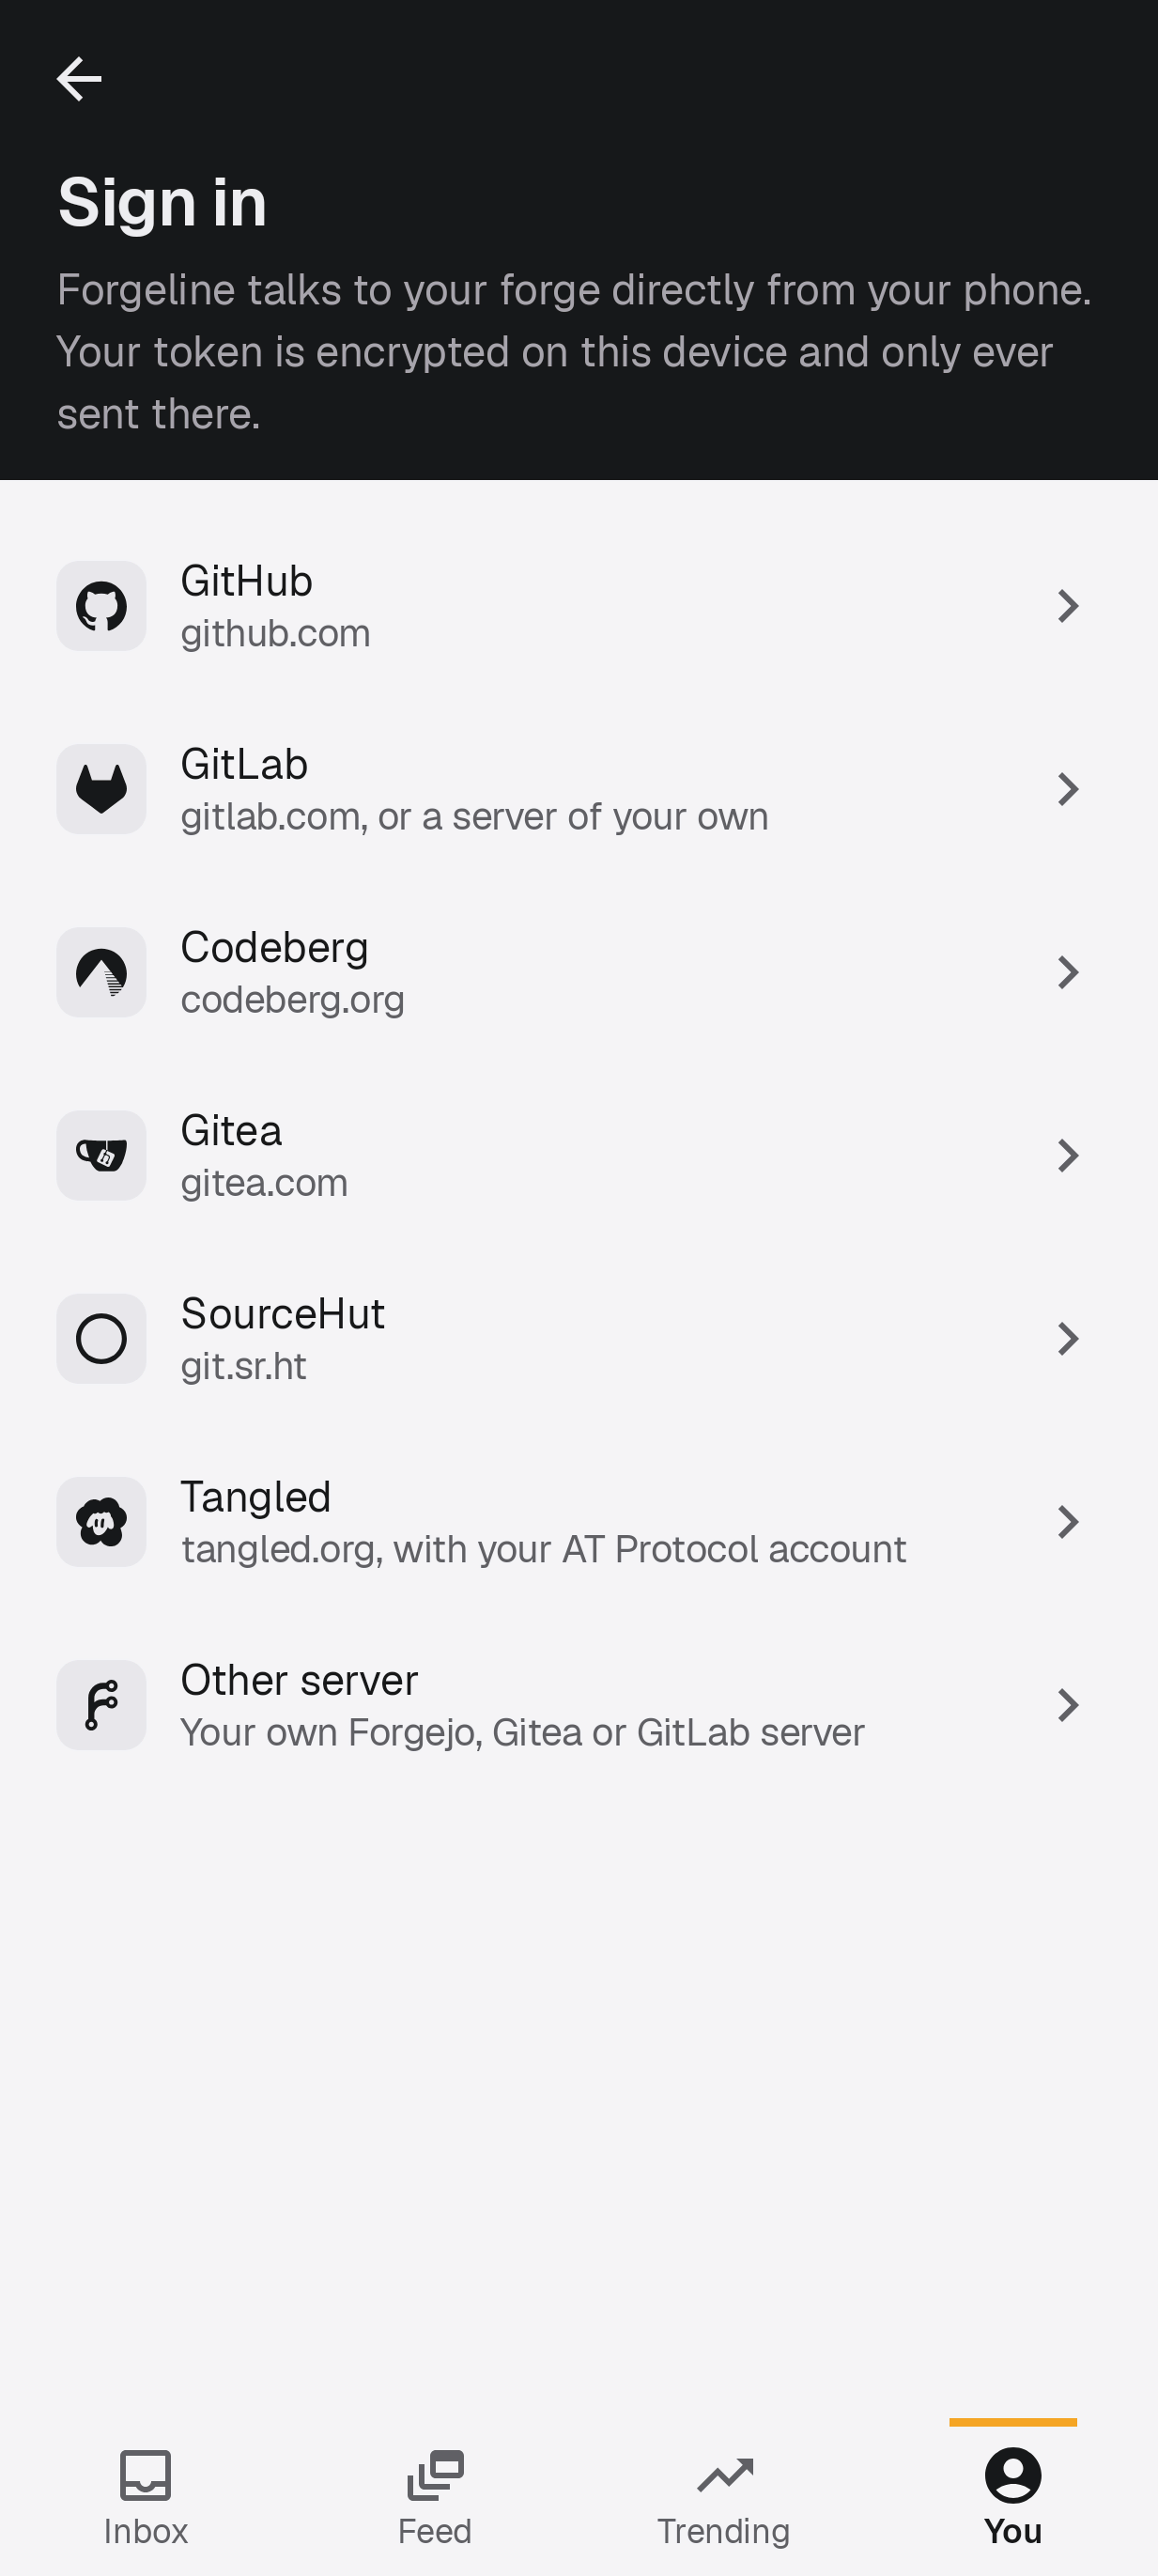 Sign in
Forgeline talks to your forge directly from your phone.
Your token is encrypted on this device and only ever
sent there.
GitHub
github.com
GitLab
gitlab.com, or a server of your own
Codeberg
codeberg.org
Gitea
gitea.com
SourceHut
git.sr.ht
Tangled
tangled.org, with your AT Protocol account
Other server
Your own Forgejo, Gitea or GitLab server
Inbox
Feed
Trending
You